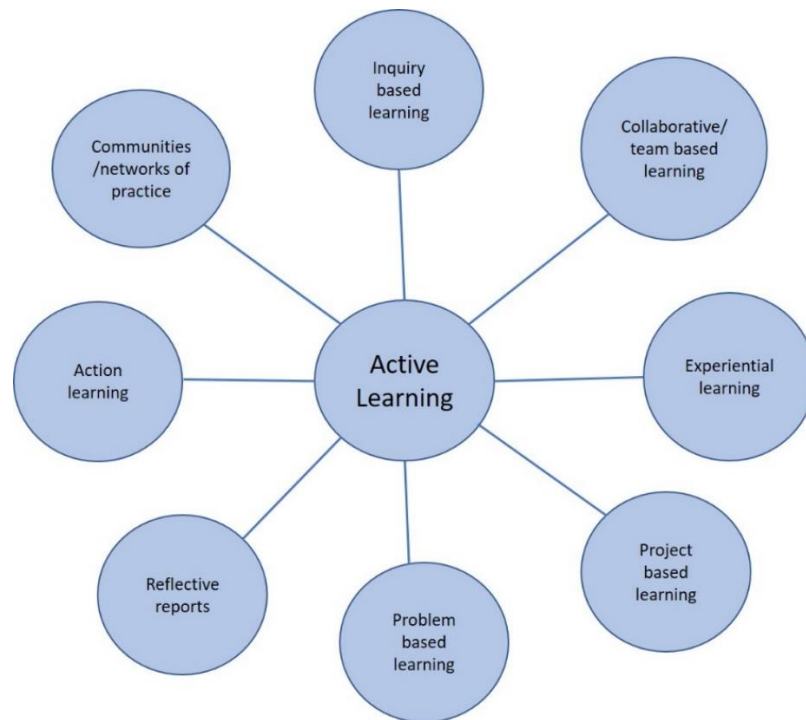 Inquiry
based
learning
Collaborative/
team based
learning
Communities
/networks of
practice
Active
Learning
Action
learning
Experiential
learning
Reflective
reports
Problem
based
learning
Project
based
learning